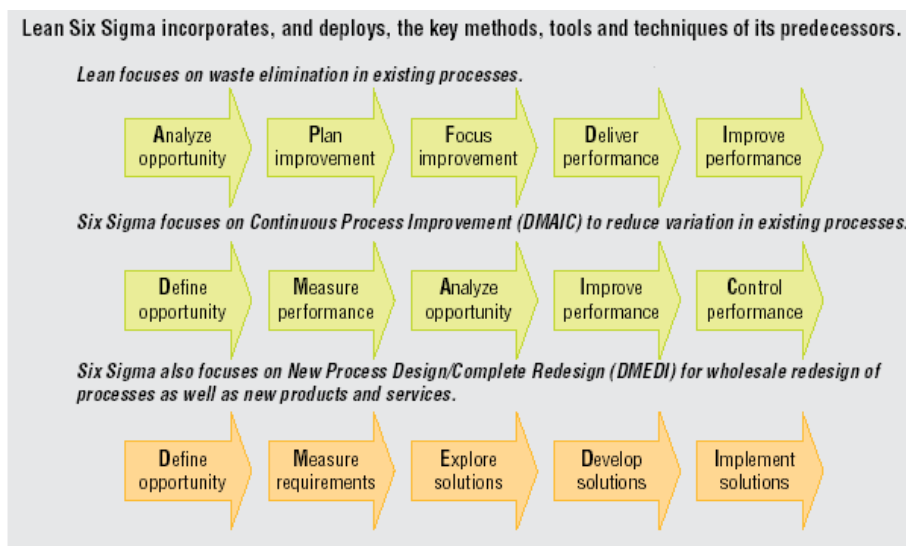 Lean Six Sigma incorporates, and deploys, the key methods, tools and techniques of its predecessors.
Lean focuses on waste elimination in existing processes.
Analyze opportunity
Plan improvement
Focus improvement
Deliver performance
Improve performance
Six Sigma focuses on Continuous Process Improvement (DMAIC) to reduce variation in existing processes.
Define opportunity
Measure performance
Analyze opportunity
Improve performance
Control performance
Six Sigma also focuses on New Process Design/Complete Redesign (DMEDI) for wholesale redesign of
processes as well as new products and services.
Define opportunity
Measure requirements
Explore solutions
Develop solutions
Implement solutions